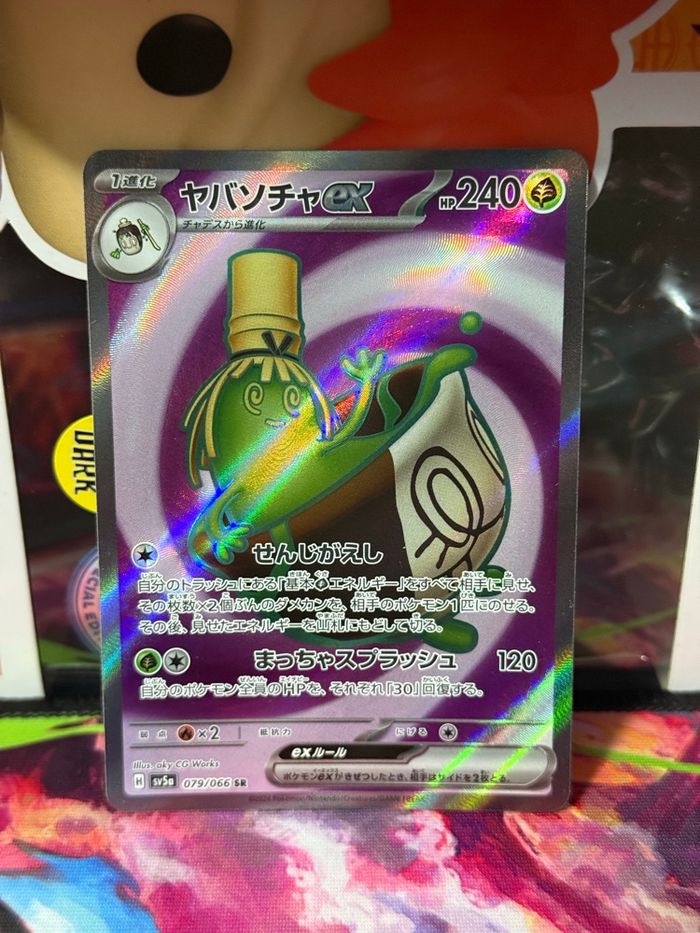 1進化
ヤバソチャex
HP240
チャデスから進化
DARK
せんじがえし
自分のトラッシュにある「基本エネルギー」をすべて相手に見せ、
その枚数×2個ぶんのダメカンを、相手のポケモン1匹にのせる。
その後、見せたエネルギーを山札にもどして切る。
まっちゃスプラッシュ 120
自分のポケモン全員のHPを、それぞれ「30」回復する。
弱点 ×2 抵抗力 にげる
exルール
ポケモンexがきぜつしたとき、相手はサイドを2枚とる。
Illus. aky CG Works
H sv5a 079/066 SR
©2024 Pokémon/Nintendo/Creatures/GAME FREAK